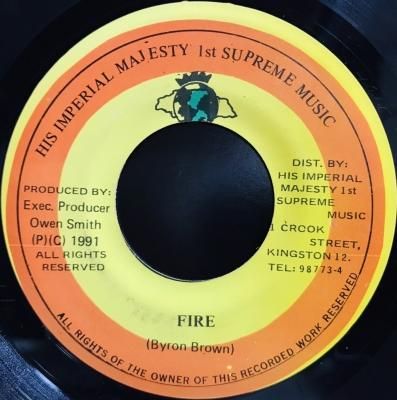 HIS IMPERIAL MAJESTY 1st SUPREME MUSIC
PRODUCED BY:
Exec. Producer
Owen Smith
(P)(C) 1991
ALL RIGHTS
RESERVED
DIST. BY:
HIS IMPERIAL
MAJESTY 1st
SUPREME
MUSIC
1 CROOK
STREET,
KINGSTON 12.
TEL: 98773-4
FIRE
(Byron Brown)
ALL RIGHTS OF THE OWNER OF THIS RECORDED WORK RESERVED